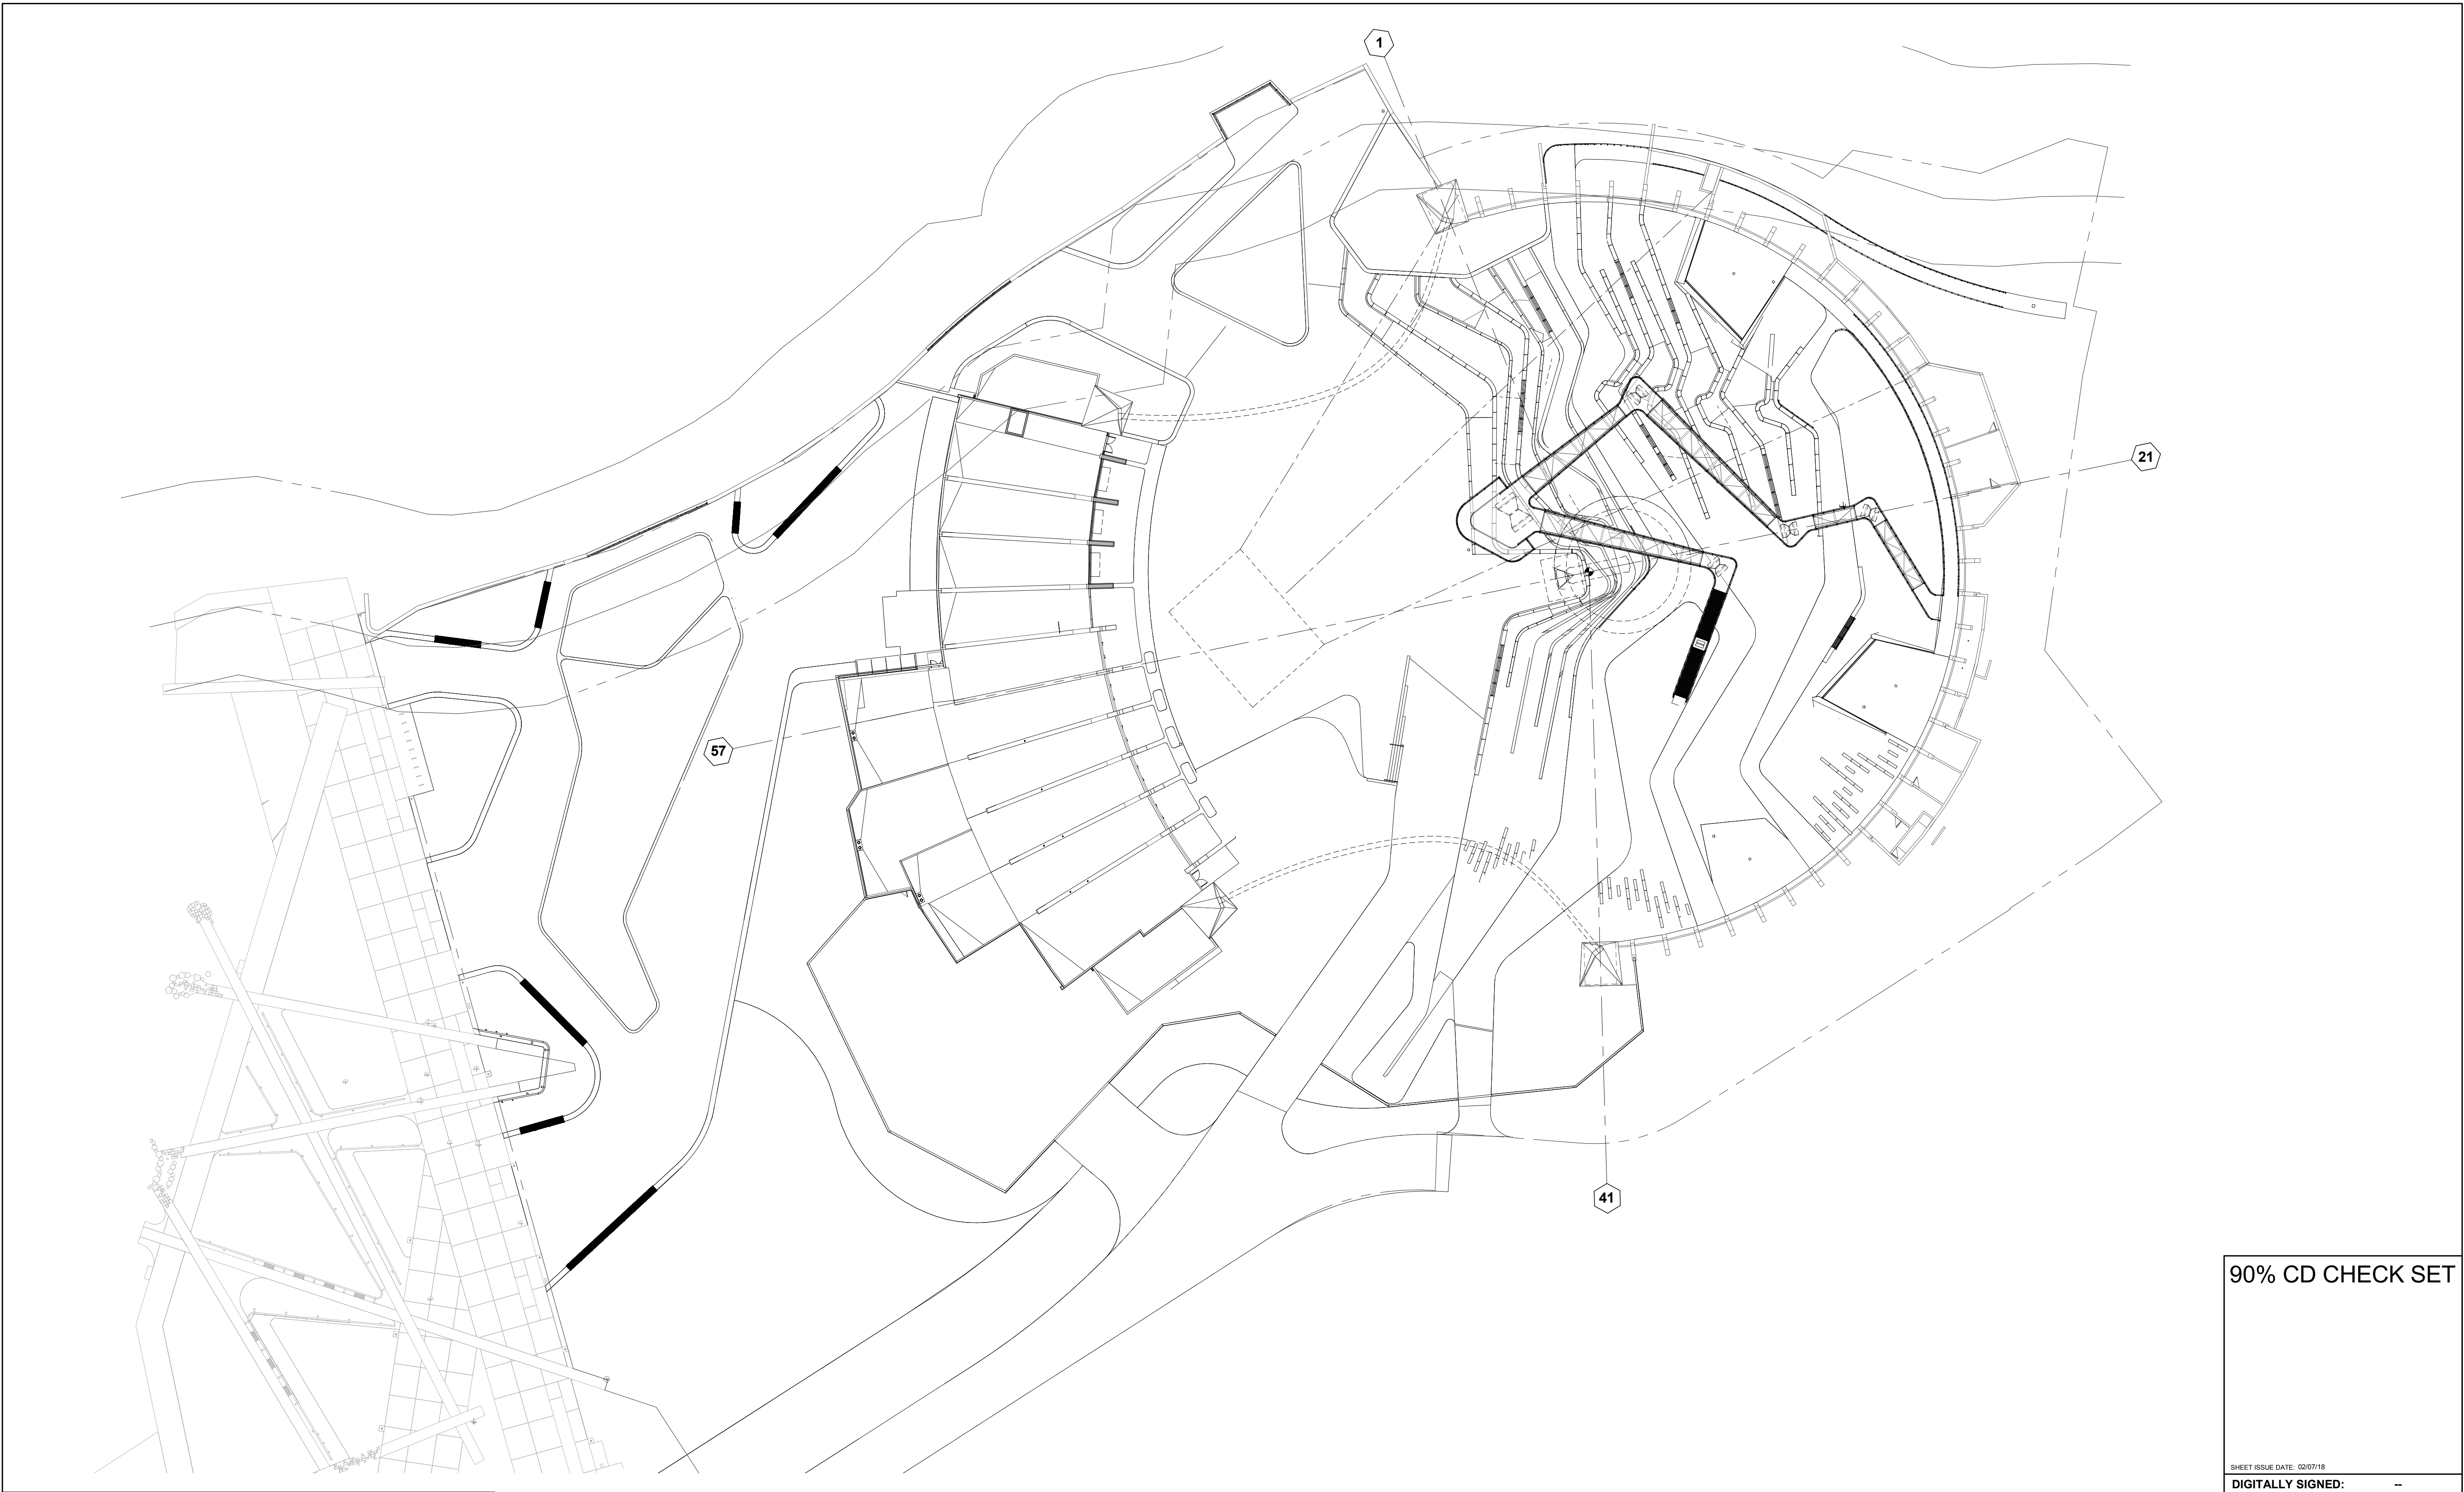 1
21
57
41
90% CD CHECK SET
SHEET ISSUE DATE: 02/07/18
DIGITALLY SIGNED: --